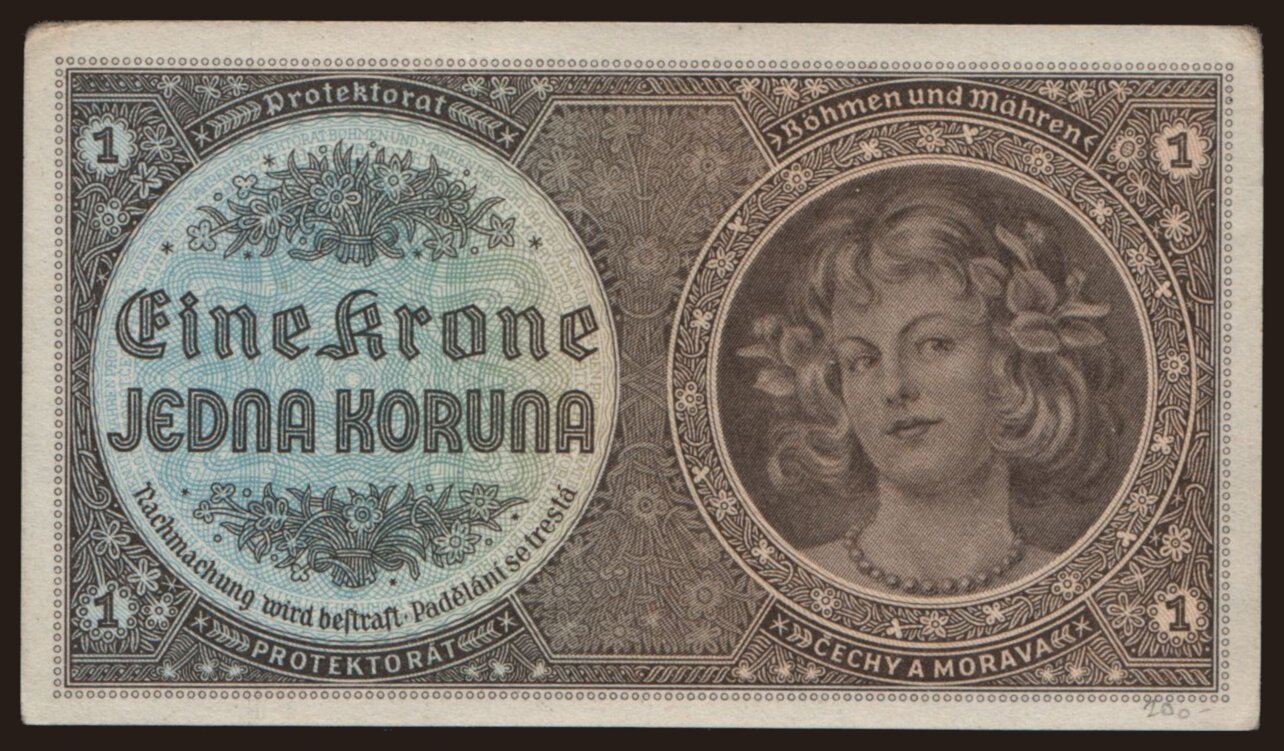 Protektorat
Böhmen und Mähren
1
1
Eine Krone
JEDNA KORUNA
Nachmachung wird bestraft · Padělání se trestá
1
1
PROTEKTORÁT
ČECHY A MORAVA